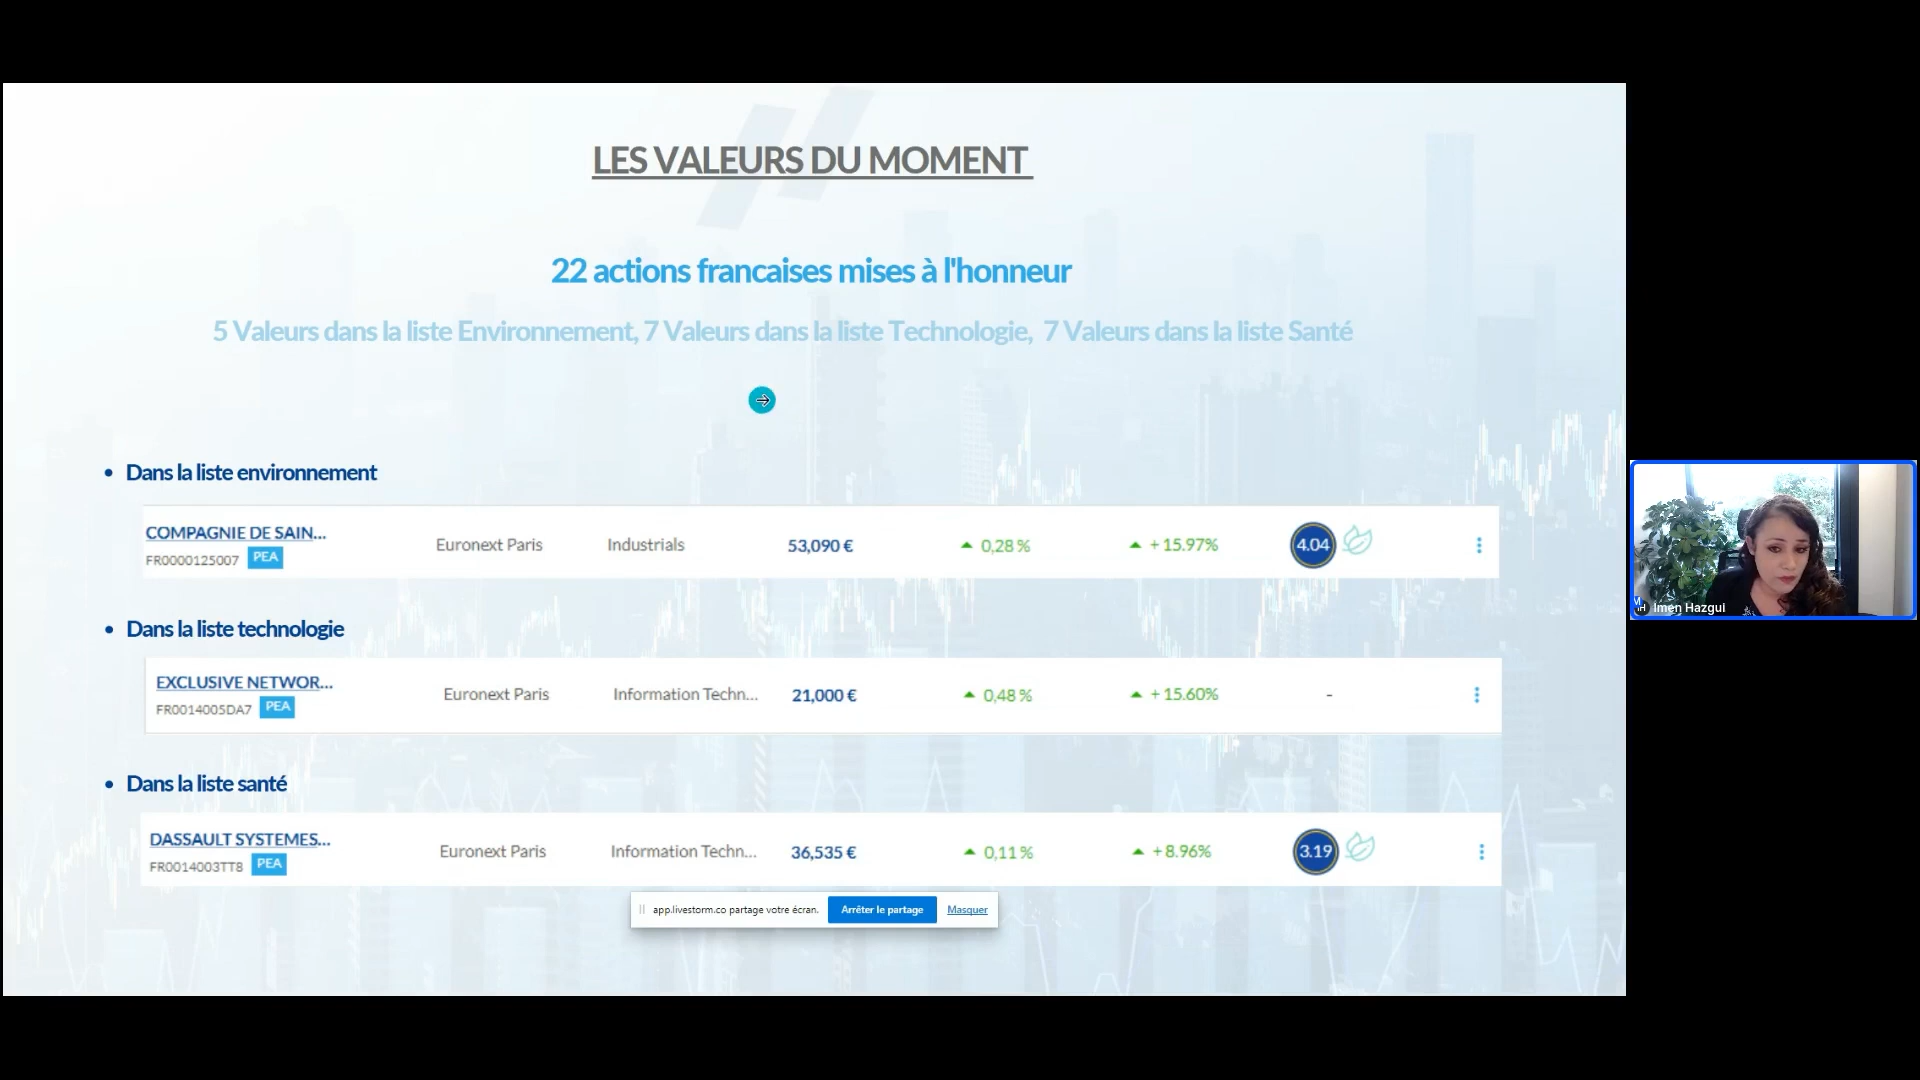 LES VALEURS DU MOMENT
22 actions francaises mises à l'honneur
5 Valeurs dans la liste Environnement, 7 Valeurs dans la liste Technologie, 7 Valeurs dans la liste Santé
• Dans la liste environnement
COMPAGNIE DE SAIN... Euronext Paris Industrials 53,090 € 0,28 % + 15.97% 4.04
FR0000125007 PEA
• Dans la liste technologie
EXCLUSIVE NETWOR... Euronext Paris Information Techn... 21,000 € 0,48 % + 15.60% -
FR0014005DA7 PEA
• Dans la liste santé
DASSAULT SYSTEMES... Euronext Paris Information Techn... 36,535 € 0,11 % +8.96% 3.19
FR0014003TT8 PEA
app.livestorm.co partage votre écran. Arrêter le partage Masquer
Imen Hazgui